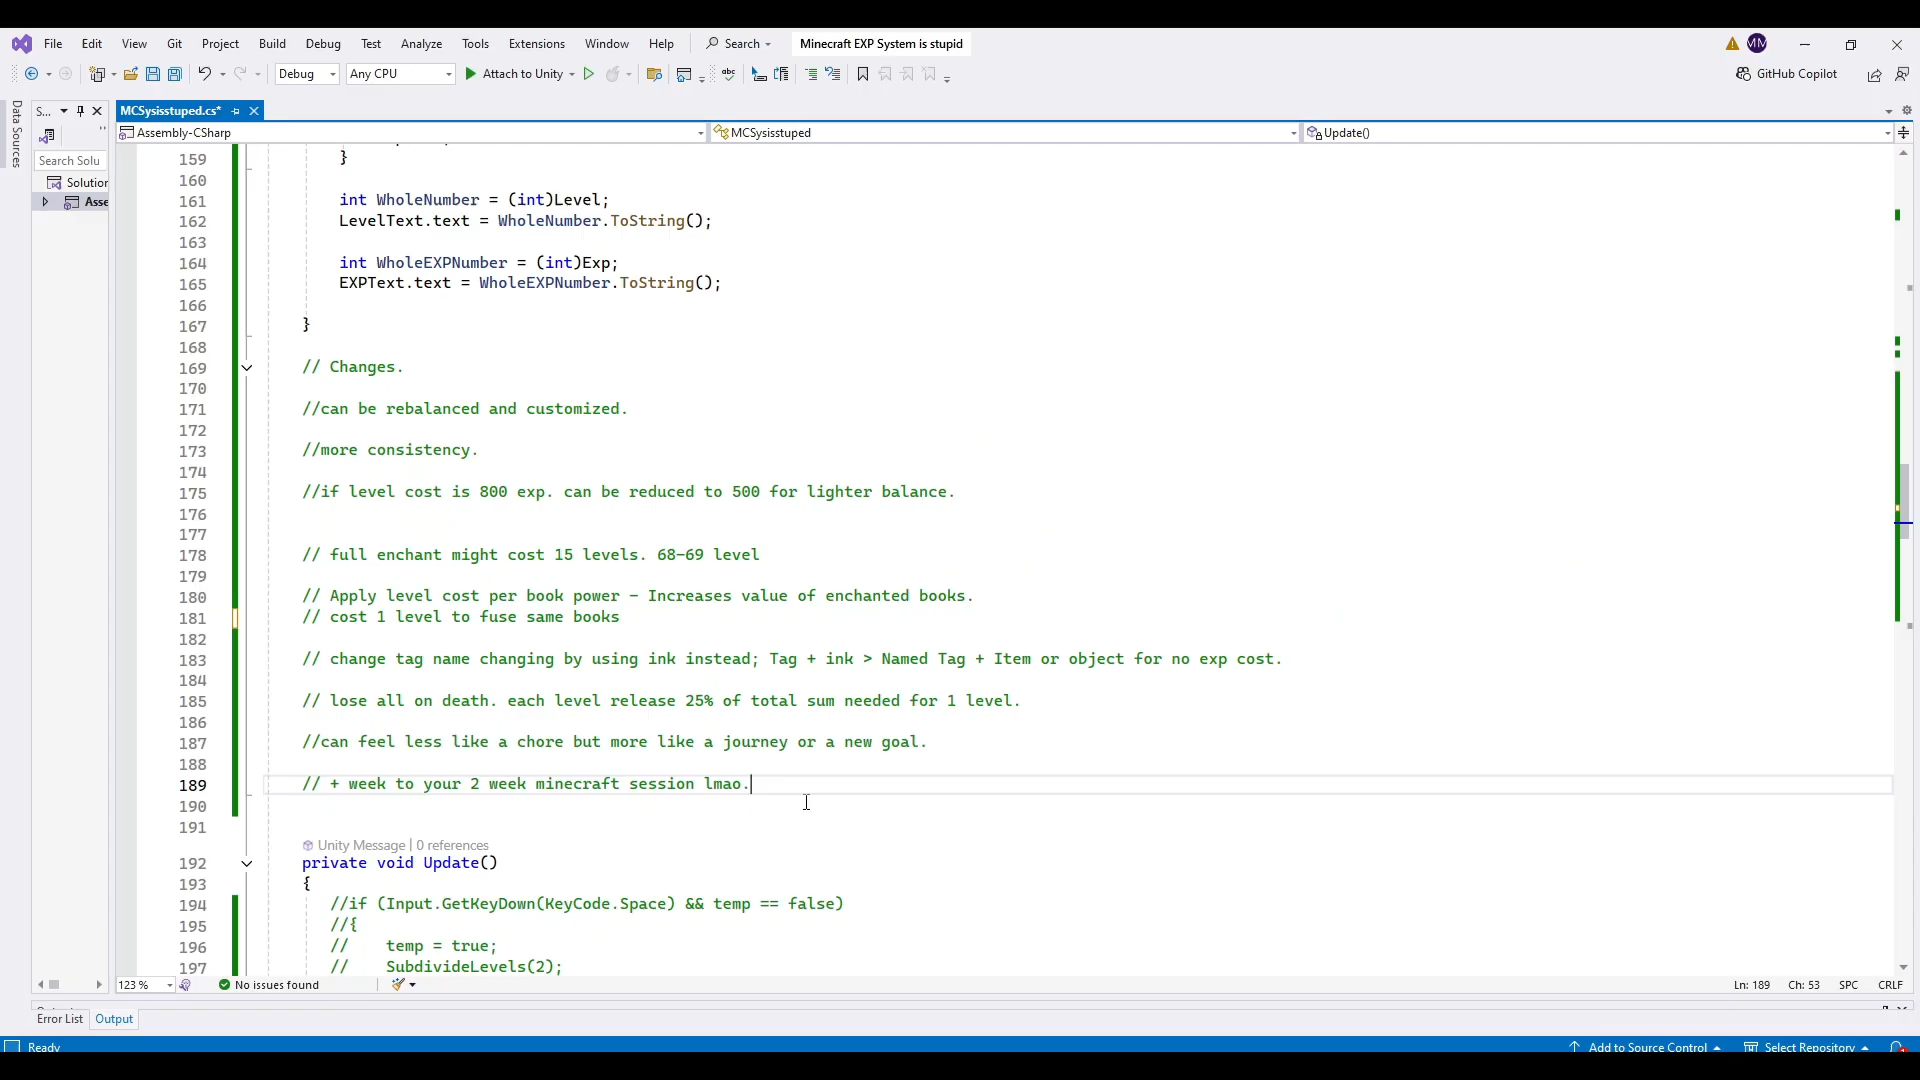 File Edit View Git Project Build Debug Test Analyze Tools Extensions Window Help Search Minecraft EXP System is stupid MM
Debug Any CPU Attach to Unity GitHub Copilot
Data Sources
S... MCSysisstuped.cs*
Assembly-CSharp MCSysisstuped Update()
Search Solu
Solution
Asse
159 }
160
161 int WholeNumber = (int)Level;
162 LevelText.text = WholeNumber.ToString();
163
164 int WholeEXPNumber = (int)Exp;
165 EXPText.text = WholeEXPNumber.ToString();
166
167 }
168
169 // Changes.
170
171 //can be rebalanced and customized.
172
173 //more consistency.
174
175 //if level cost is 800 exp. can be reduced to 500 for lighter balance.
176
177
178 // full enchant might cost 15 levels. 68-69 level
179
180 // Apply level cost per book power - Increases value of enchanted books.
181 // cost 1 level to fuse same books
182
183 // change tag name changing by using ink instead; Tag + ink > Named Tag + Item or object for no exp cost.
184
185 // lose all on death. each level release 25% of total sum needed for 1 level.
186
187 //can feel less like a chore but more like a journey or a new goal.
188
189 // + week to your 2 week minecraft session lmao.
190
191
Unity Message | 0 references
192 private void Update()
193 {
194 //if (Input.GetKeyDown(KeyCode.Space) && temp == false)
195 //{
196 // temp = true;
197 // SubdivideLevels(2);
123 % No issues found Ln: 189 Ch: 53 SPC CRLF
Error List Output
Ready Add to Source Control Select Repository